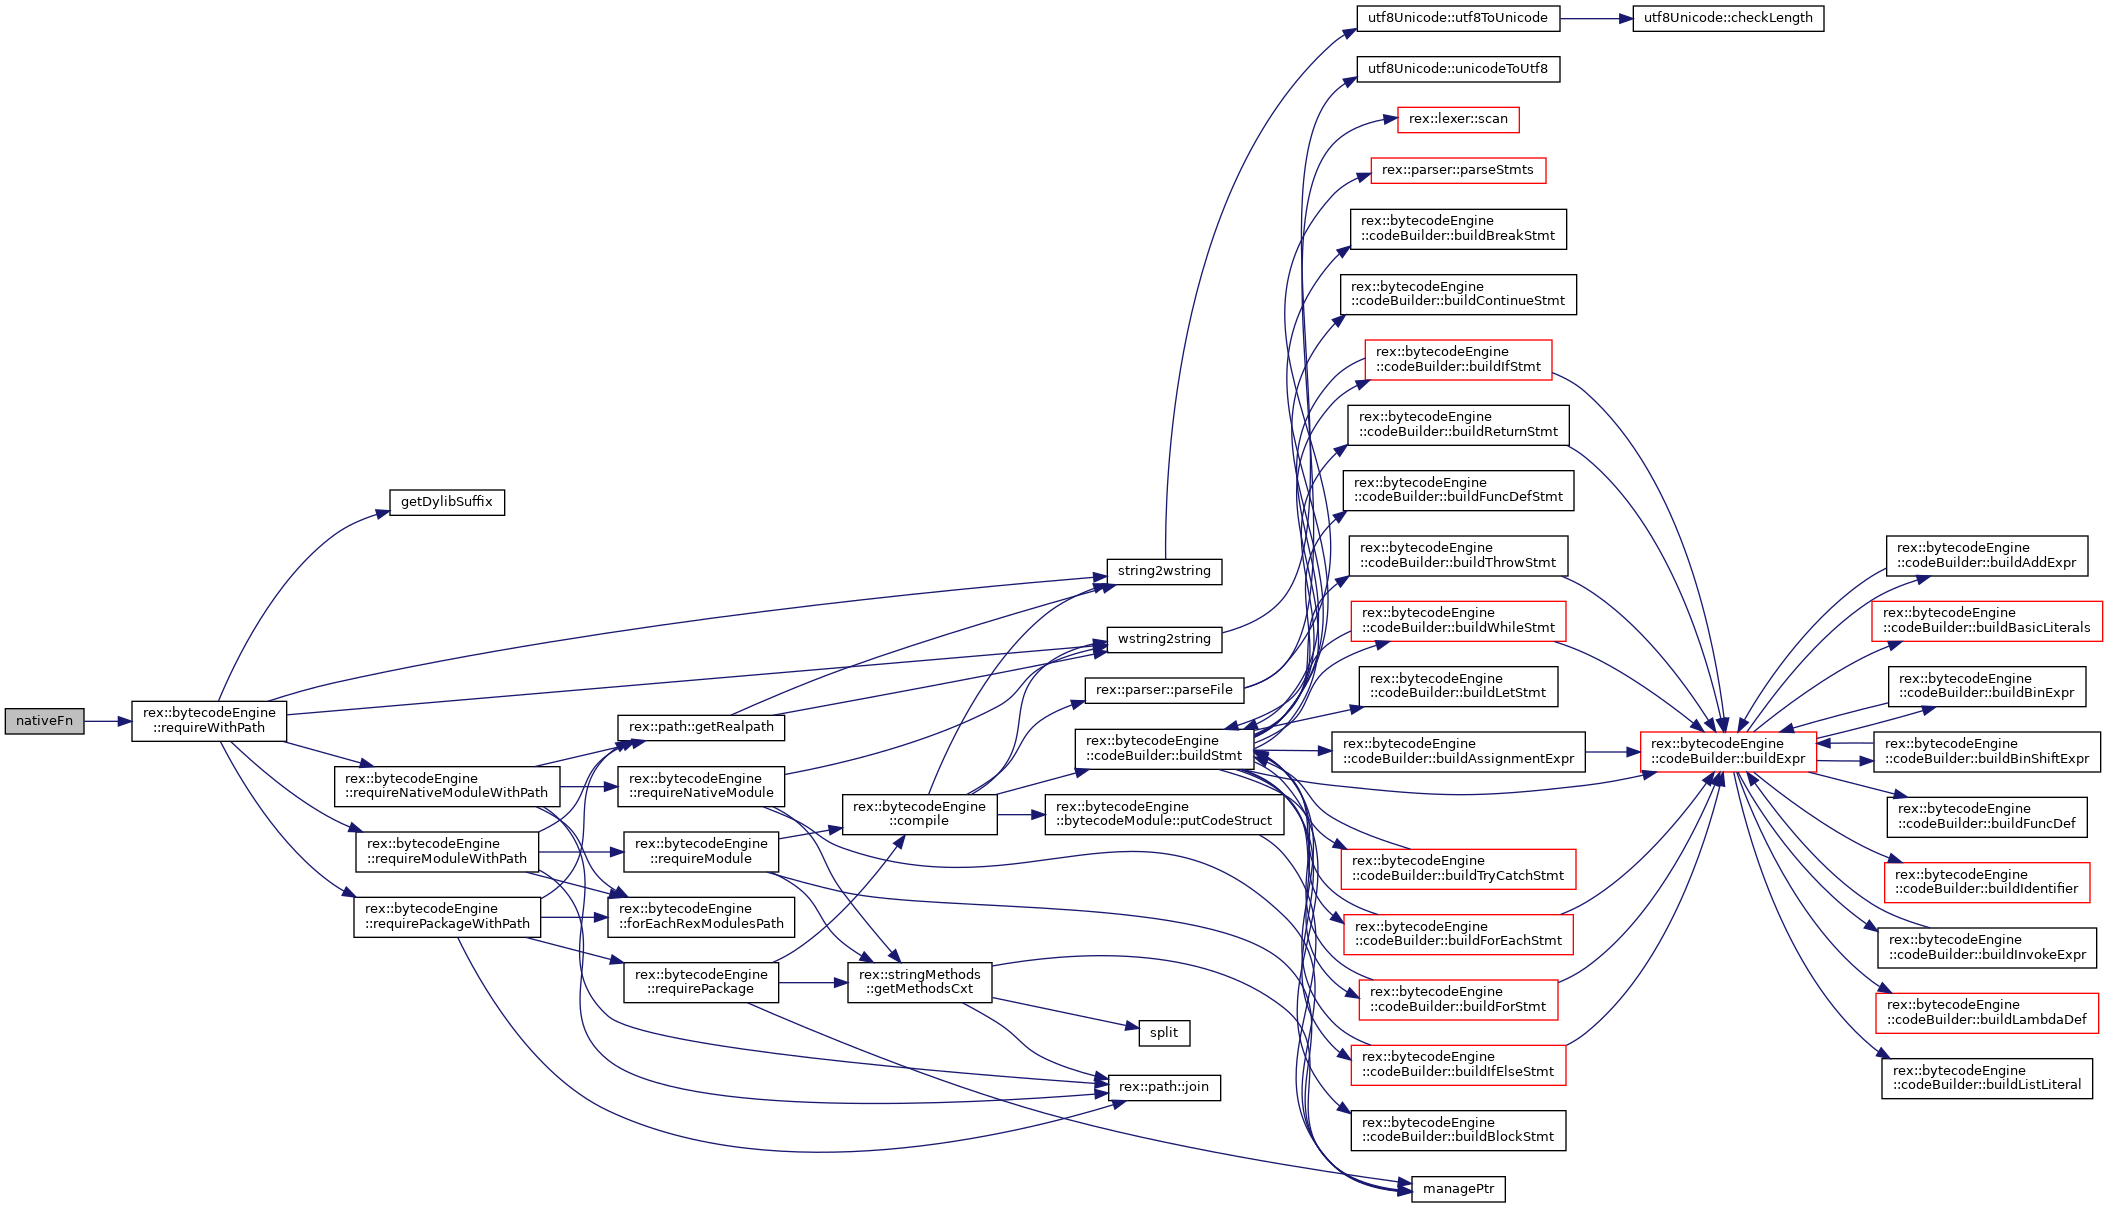 nativeFn
rex::bytecodeEngine
::requireWithPath
getDylibSuffix
rex::bytecodeEngine
::requireNativeModuleWithPath
rex::bytecodeEngine
::requireModuleWithPath
rex::bytecodeEngine
::requirePackageWithPath
rex::path::getRealpath
rex::bytecodeEngine
::requireNativeModule
rex::bytecodeEngine
::requireModule
rex::bytecodeEngine
::forEachRexModulesPath
rex::bytecodeEngine
::requirePackage
rex::bytecodeEngine
::compile
rex::stringMethods
::getMethodsCxt
string2wstring
wstring2string
rex::parser::parseFile
rex::bytecodeEngine
::codeBuilder::buildStmt
rex::bytecodeEngine
::bytecodeModule::putCodeStruct
split
rex::path::join
utf8Unicode::utf8ToUnicode
utf8Unicode::unicodeToUtf8
rex::lexer::scan
rex::parser::parseStmts
rex::bytecodeEngine
::codeBuilder::buildBreakStmt
rex::bytecodeEngine
::codeBuilder::buildContinueStmt
rex::bytecodeEngine
::codeBuilder::buildIfStmt
rex::bytecodeEngine
::codeBuilder::buildReturnStmt
rex::bytecodeEngine
::codeBuilder::buildFuncDefStmt
rex::bytecodeEngine
::codeBuilder::buildThrowStmt
rex::bytecodeEngine
::codeBuilder::buildWhileStmt
rex::bytecodeEngine
::codeBuilder::buildLetStmt
rex::bytecodeEngine
::codeBuilder::buildAssignmentExpr
rex::bytecodeEngine
::codeBuilder::buildTryCatchStmt
rex::bytecodeEngine
::codeBuilder::buildForEachStmt
rex::bytecodeEngine
::codeBuilder::buildForStmt
rex::bytecodeEngine
::codeBuilder::buildIfElseStmt
rex::bytecodeEngine
::codeBuilder::buildBlockStmt
managePtr
utf8Unicode::checkLength
rex::bytecodeEngine
::codeBuilder::buildExpr
rex::bytecodeEngine
::codeBuilder::buildAddExpr
rex::bytecodeEngine
::codeBuilder::buildBasicLiterals
rex::bytecodeEngine
::codeBuilder::buildBinExpr
rex::bytecodeEngine
::codeBuilder::buildBinShiftExpr
rex::bytecodeEngine
::codeBuilder::buildFuncDef
rex::bytecodeEngine
::codeBuilder::buildIdentifier
rex::bytecodeEngine
::codeBuilder::buildInvokeExpr
rex::bytecodeEngine
::codeBuilder::buildLambdaDef
rex::bytecodeEngine
::codeBuilder::buildListLiteral